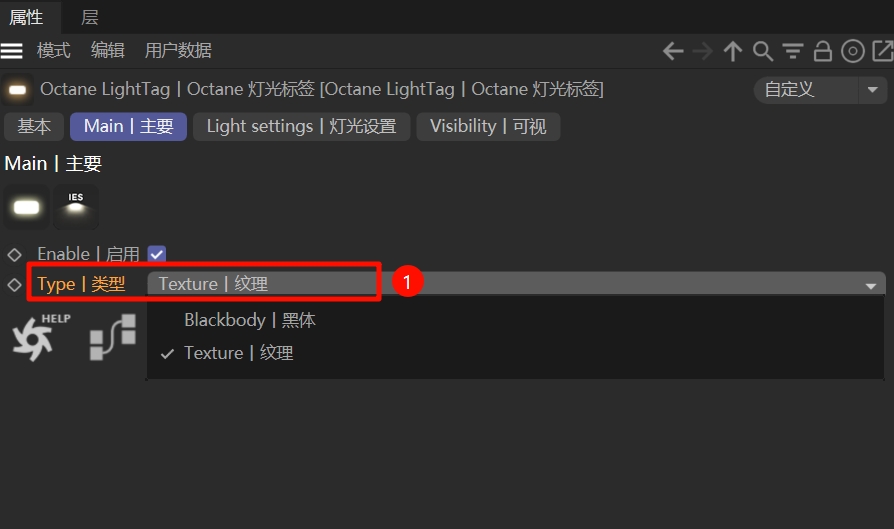 属性 层
模式 编辑 用户数据
Octane LightTag | Octane 灯光标签 [Octane LightTag | Octane 灯光标签] 自定义
基本 Main | 主要 Light settings | 灯光设置 Visibility | 可视
Main | 主要
IES
Enable | 启用
Type | 类型 Texture | 纹理 1
HELP
Blackbody | 黑体
Texture | 纹理